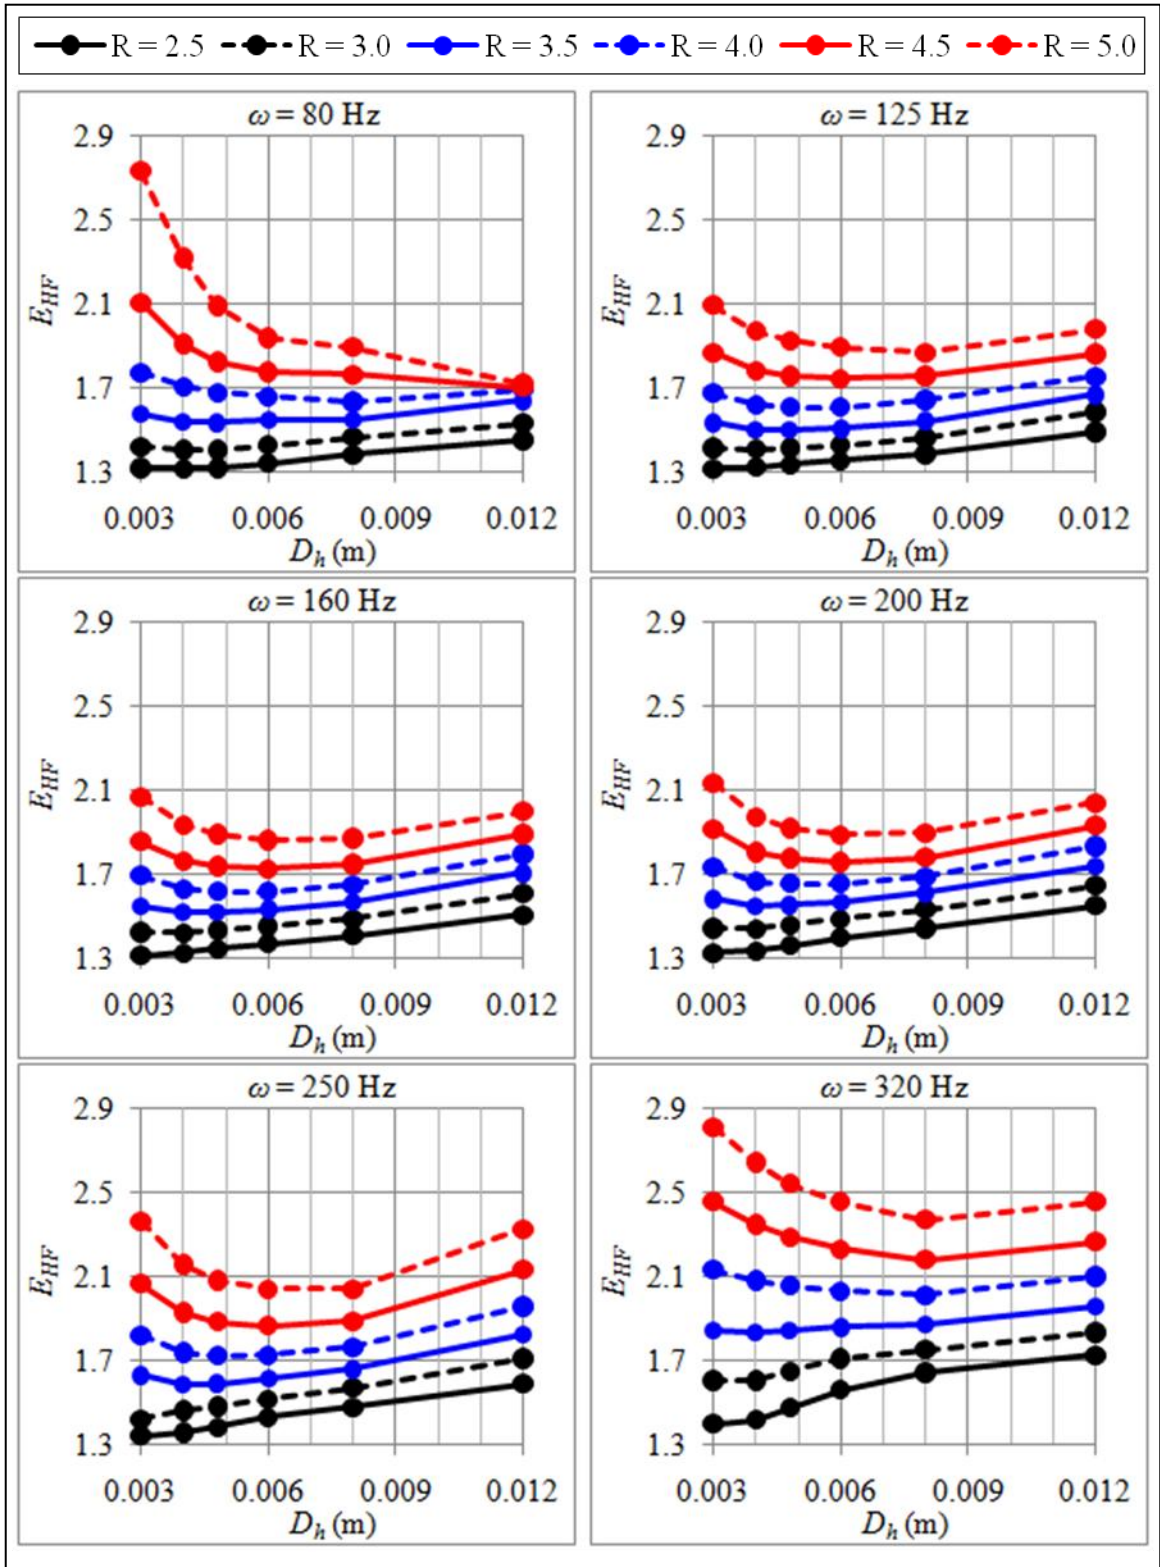 R = 2.5 R = 3.0 R = 3.5 R = 4.0 R = 4.5 R = 5.0
ω = 80 Hz
2.9
2.5
2.1
1.7
1.3
E_HF
0.003 0.006 0.009 0.012
D_h (m)
ω = 125 Hz
2.9
2.5
2.1
1.7
1.3
E_HF
0.003 0.006 0.009 0.012
D_h (m)
ω = 160 Hz
2.9
2.5
2.1
1.7
1.3
E_HF
0.003 0.006 0.009 0.012
D_h (m)
ω = 200 Hz
2.9
2.5
2.1
1.7
1.3
E_HF
0.003 0.006 0.009 0.012
D_h (m)
ω = 250 Hz
2.9
2.5
2.1
1.7
1.3
E_HF
0.003 0.006 0.009 0.012
D_h (m)
ω = 320 Hz
2.9
2.5
2.1
1.7
1.3
E_HF
0.003 0.006 0.009 0.012
D_h (m)